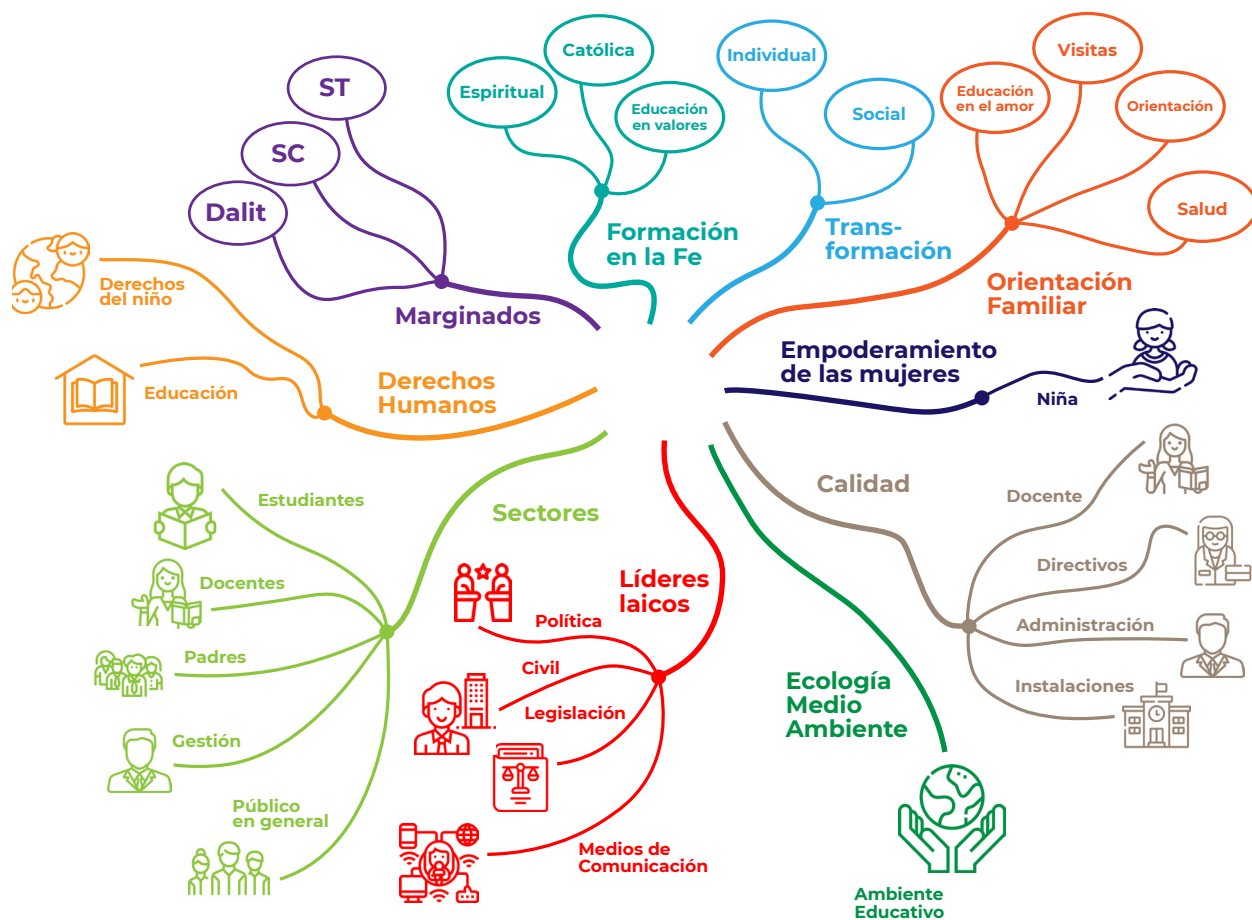 ST
SC
Dalit
Marginados
Espiritual
Católica
Educación
en valores
Formación
en la Fe
Individual
Social
Trans-
formación
Educación
en el amor
Visitas
Orientación
Salud
Orientación
Familiar
Derechos
del niño
Educación
Derechos
Humanos
Empoderamiento
de las mujeres
Niña
Calidad
Docente
Directivos
Administración
Instalaciones
Sectores
Estudiantes
Docentes
Padres
Gestión
Público
en general
Líderes
laicos
Política
Civil
Legislación
Medios de
Comunicación
Ecología
Medio
Ambiente
Ambiente
Educativo